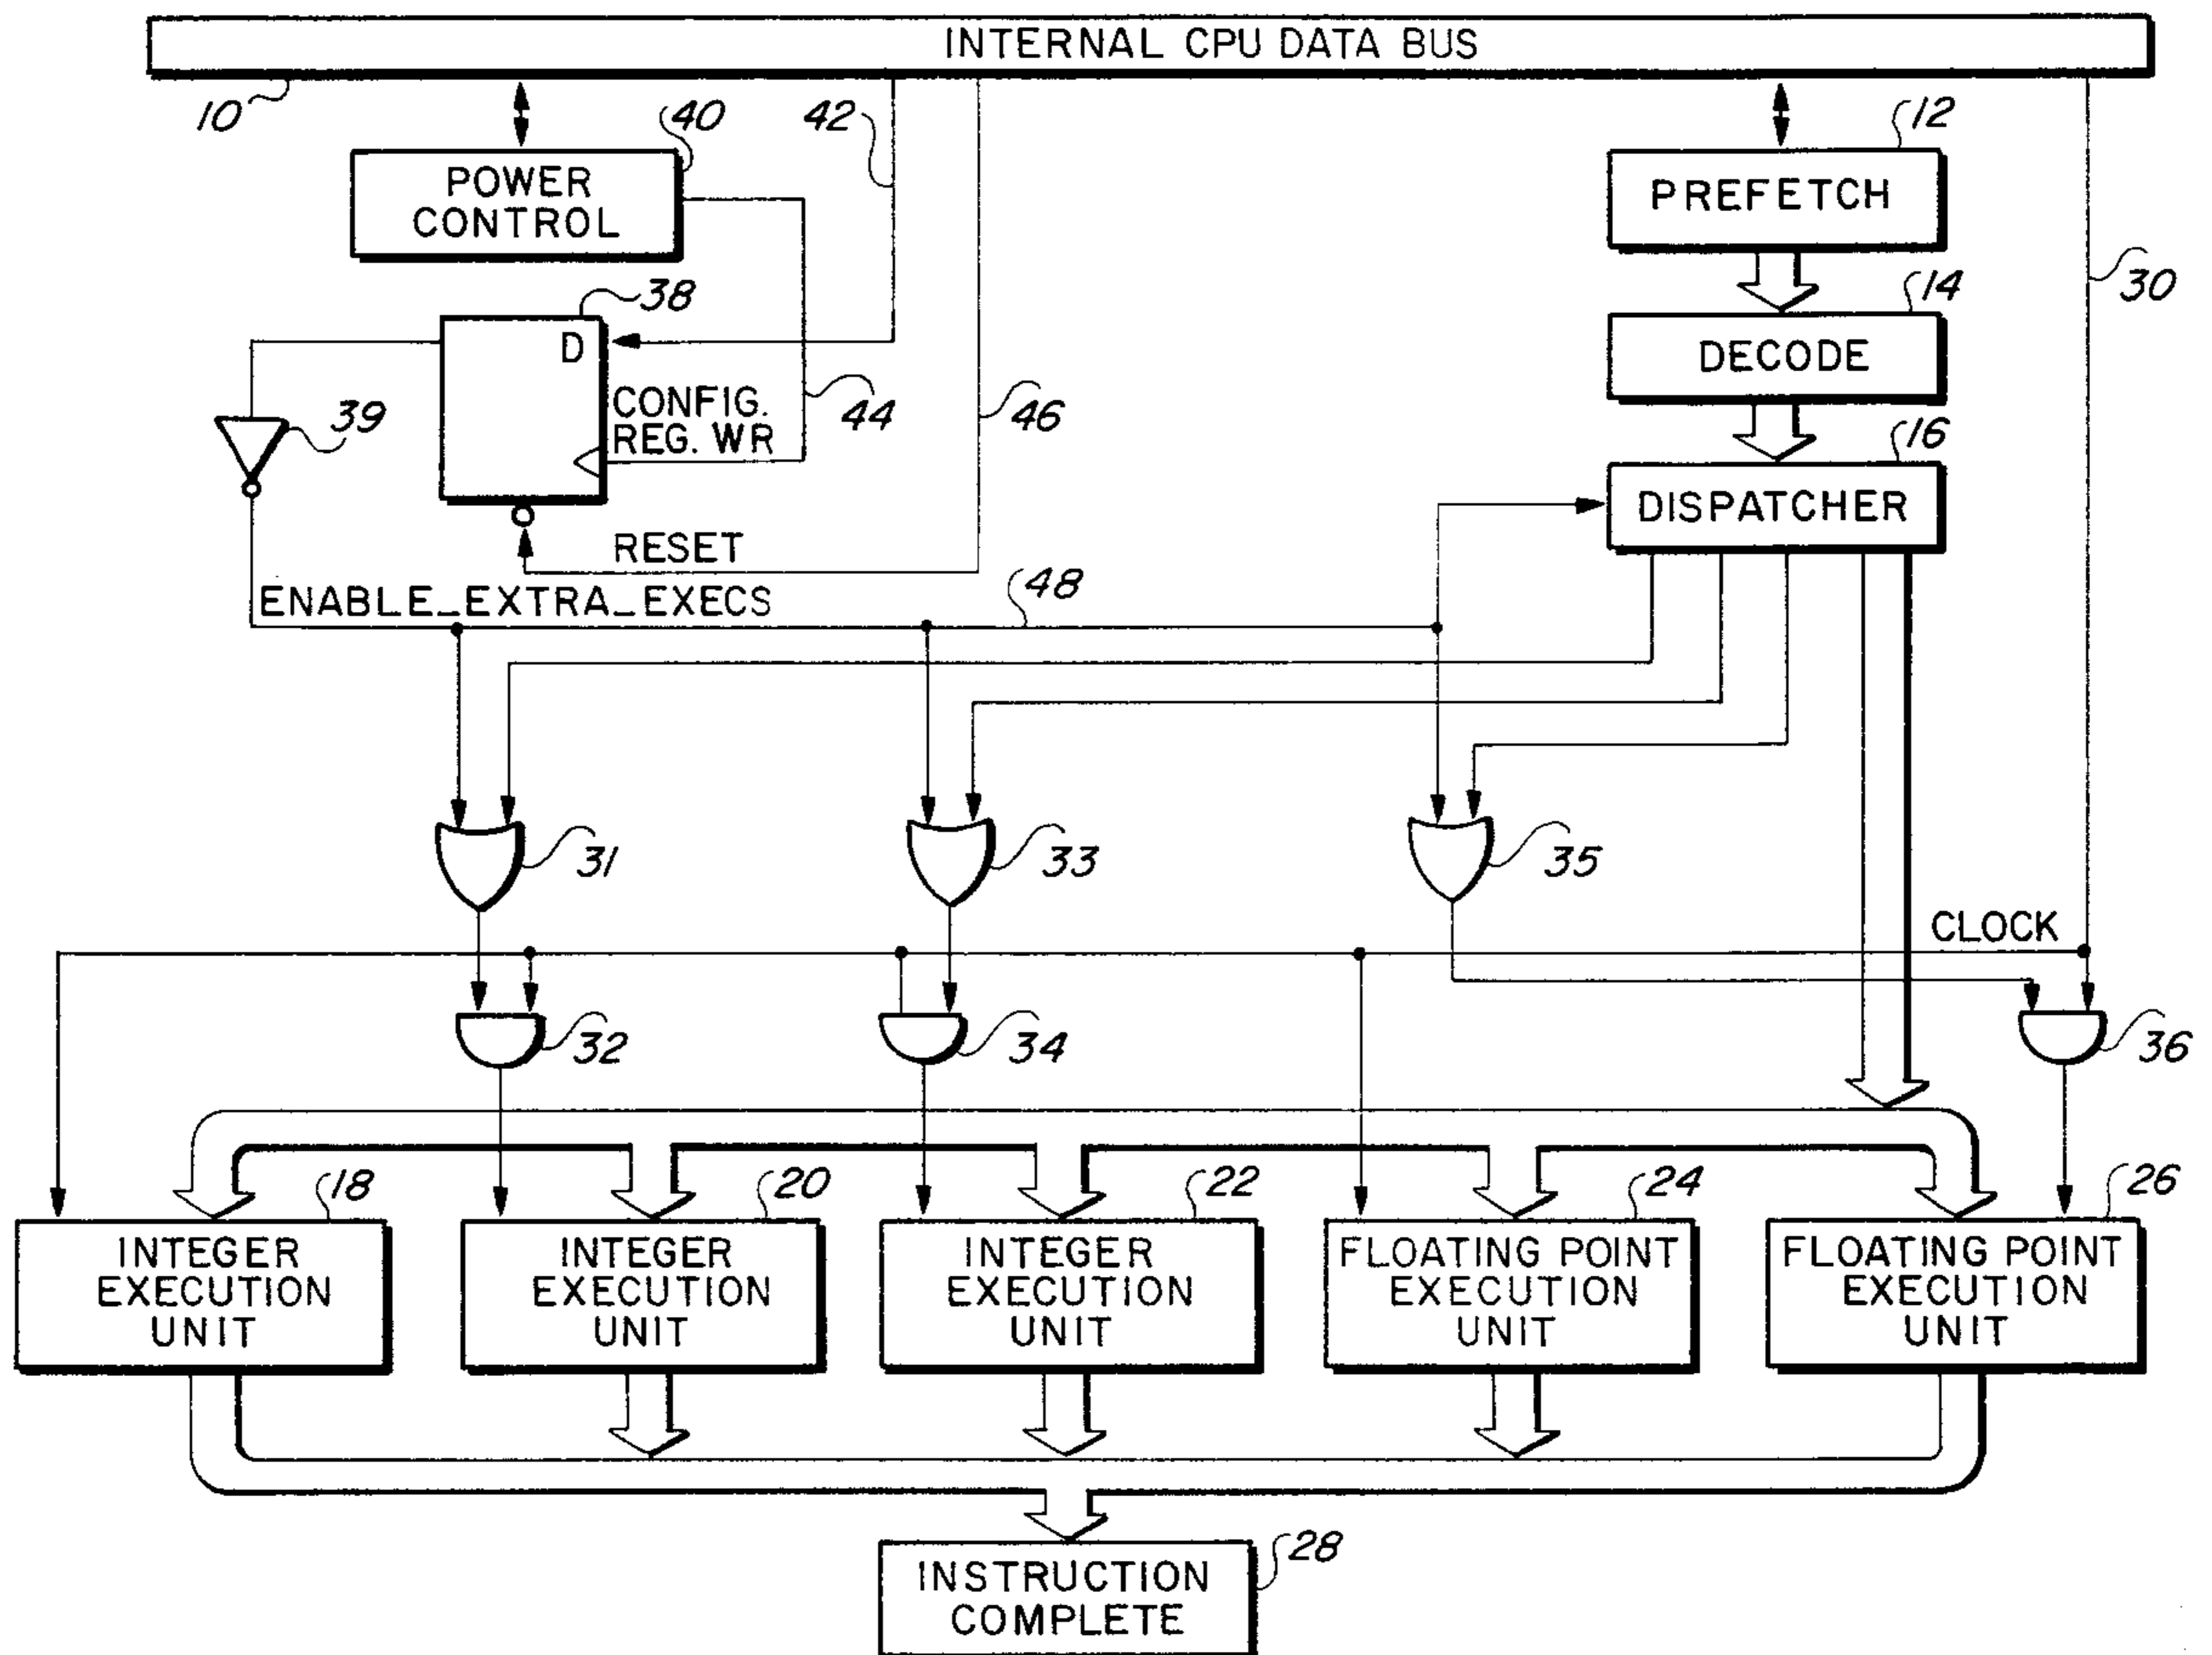 INTERNAL CPU DATA BUS
10
40
42
12
POWER
CONTROL
PREFETCH
30
38
14
D
DECODE
39
CONFIG.
REG. WR
44
46
16
DISPATCHER
RESET
ENABLE_EXTRA_EXECS
48
31
33
35
CLOCK
32
34
36
18
20
22
24
26
INTEGER
EXECUTION
UNIT
INTEGER
EXECUTION
UNIT
INTEGER
EXECUTION
UNIT
FLOATING POINT
EXECUTION
UNIT
FLOATING POINT
EXECUTION
UNIT
28
INSTRUCTION
COMPLETE